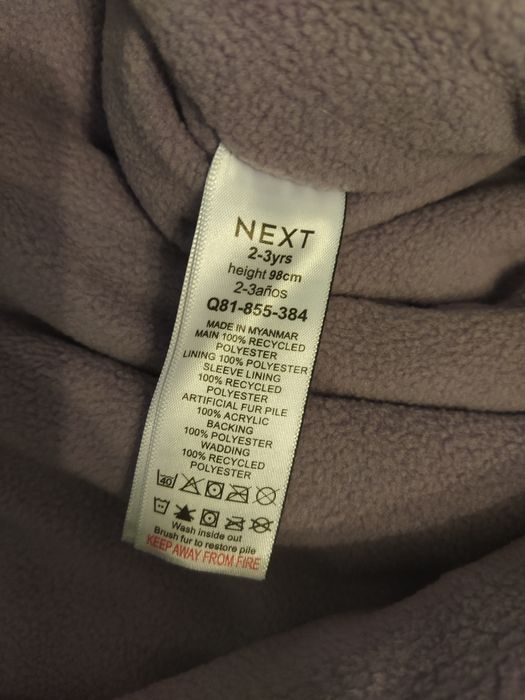 NEXT
2-3yrs
height 98cm
2-3años
Q81-855-384
MADE IN MYANMAR
MAIN 100% RECYCLED
POLYESTER
LINING 100% POLYESTER
SLEEVE LINING
100% RECYCLED
POLYESTER
ARTIFICIAL FUR PILE
100% ACRYLIC
BACKING
100% POLYESTER
WADDING
100% RECYCLED
POLYESTER
40
Wash inside out
Brush fur to restore pile
KEEP AWAY FROM FIRE